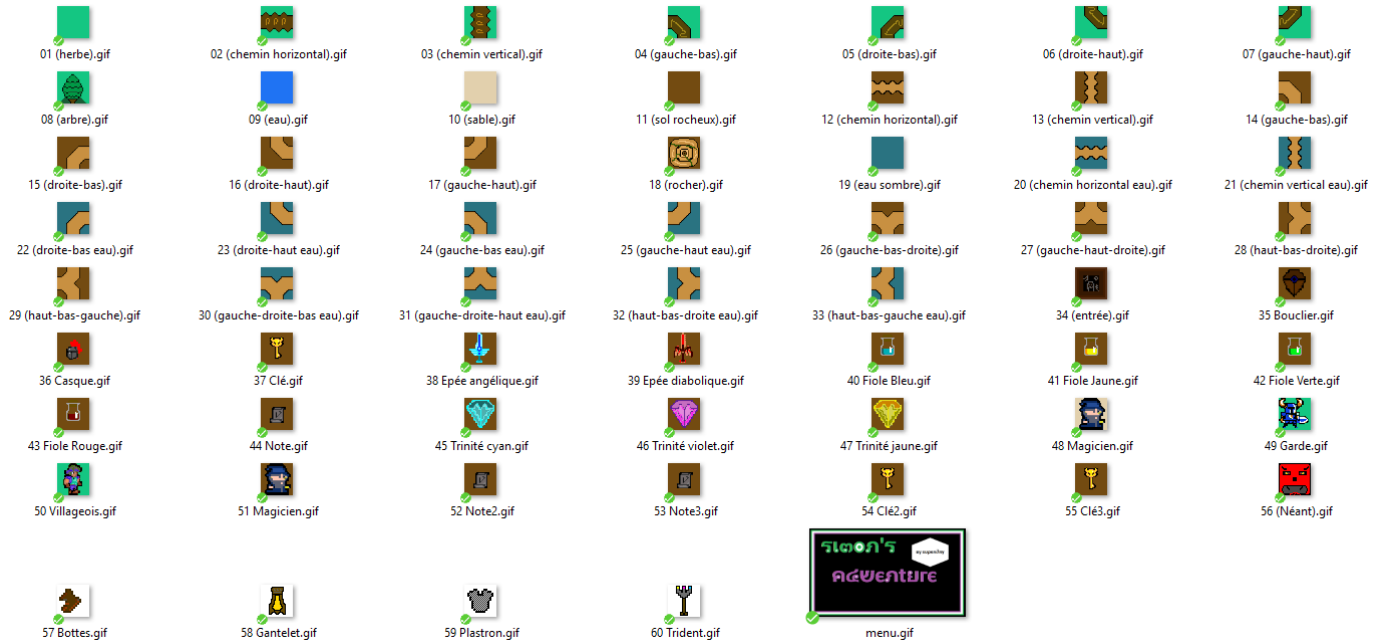 01 (herbe).gif
02 (chemin horizontal).gif
03 (chemin vertical).gif
04 (gauche-bas).gif
05 (droite-bas).gif
06 (droite-haut).gif
07 (gauche-haut).gif
08 (arbre).gif
09 (eau).gif
10 (sable).gif
11 (sol rocheux).gif
12 (chemin horizontal).gif
13 (chemin vertical).gif
14 (gauche-bas).gif
15 (droite-bas).gif
16 (droite-haut).gif
17 (gauche-haut).gif
18 (rocher).gif
19 (eau sombre).gif
20 (chemin horizontal eau).gif
21 (chemin vertical eau).gif
22 (droite-bas eau).gif
23 (droite-haut eau).gif
24 (gauche-bas eau).gif
25 (gauche-haut eau).gif
26 (gauche-bas-droite).gif
27 (gauche-haut-droite).gif
28 (haut-bas-droite).gif
29 (haut-bas-gauche).gif
30 (gauche-droite-bas eau).gif
31 (gauche-droite-haut eau).gif
32 (haut-bas-droite eau).gif
33 (haut-bas-gauche eau).gif
34 (entrée).gif
35 Bouclier.gif
36 Casque.gif
37 Clé.gif
38 Epée angélique.gif
39 Epée diabolique.gif
40 Fiole Bleu.gif
41 Fiole Jaune.gif
42 Fiole Verte.gif
43 Fiole Rouge.gif
44 Note.gif
45 Trinité cyan.gif
46 Trinité violet.gif
47 Trinité jaune.gif
48 Magicien.gif
49 Garde.gif
50 Villageois.gif
51 Magicien.gif
52 Note2.gif
53 Note3.gif
54 Clé2.gif
55 Clé3.gif
56 (Néant).gif
Simon's
Adventure
57 Bottes.gif
58 Gantelet.gif
59 Plastron.gif
60 Trident.gif
menu.gif